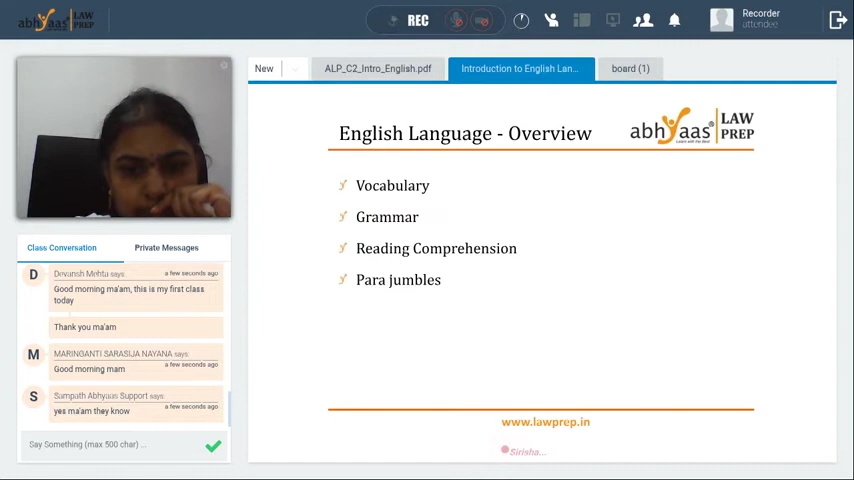 abhyaas LAW PREP
REC
Recorder
attendee
New
ALP_C2_Intro_English.pdf
Introduction to English Lan...
board (1)
English Language - Overview
abhyaas® LAW PREP
Vocabulary
Grammar
Reading Comprehension
Para jumbles
www.lawprep.in
Sirisha...
Class Conversation
Private Messages
D
Devansh Mehta says:
a few seconds ago
Good morning ma'am, this is my first class
today
Thank you ma'am
M
MARINGANTI SARASIJA NAYANA says:
a few seconds ago
Good morning mam
S
Sampath Abhyaas Support says:
a few seconds ago
yes ma'am they know
Say Something (max 500 char) ...